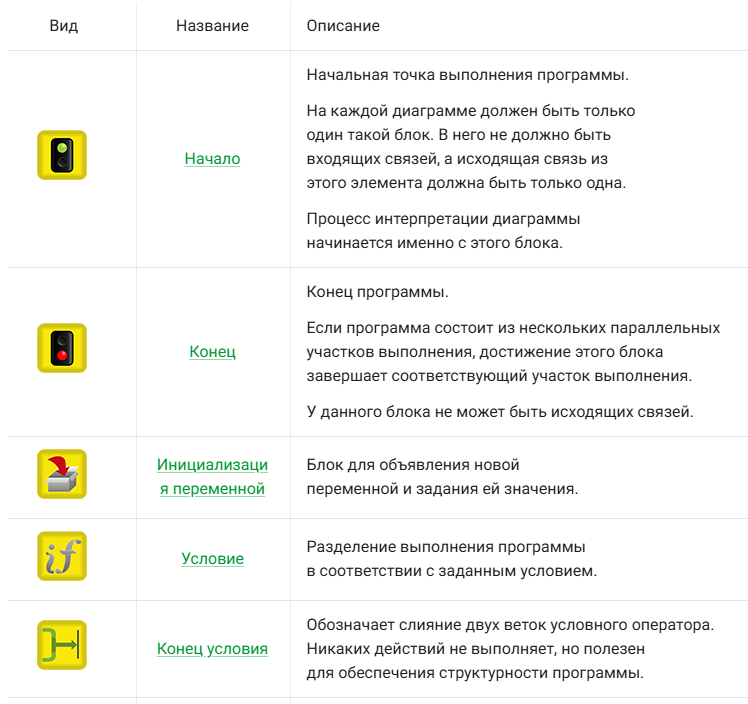 Вид
Название
Описание
Начало
Начальная точка выполнения программы.
На каждой диаграмме должен быть только
один такой блок. В него не должно быть
входящих связей, а исходящая связь из
этого элемента должна быть только одна.
Процесс интерпретации диаграммы
начинается именно с этого блока.
Конец
Конец программы.
Если программа состоит из нескольких параллельных
участков выполнения, достижение этого блока
завершает соответствующий участок выполнения.
У данного блока не может быть исходящих связей.
Инициализаци
я переменной
Блок для объявления новой
переменной и задания ей значения.
if
Условие
Разделение выполнения программы
в соответствии с заданным условием.
Конец условия
Обозначает слияние двух веток условного оператора.
Никаких действий не выполняет, но полезен
для обеспечения структурности программы.